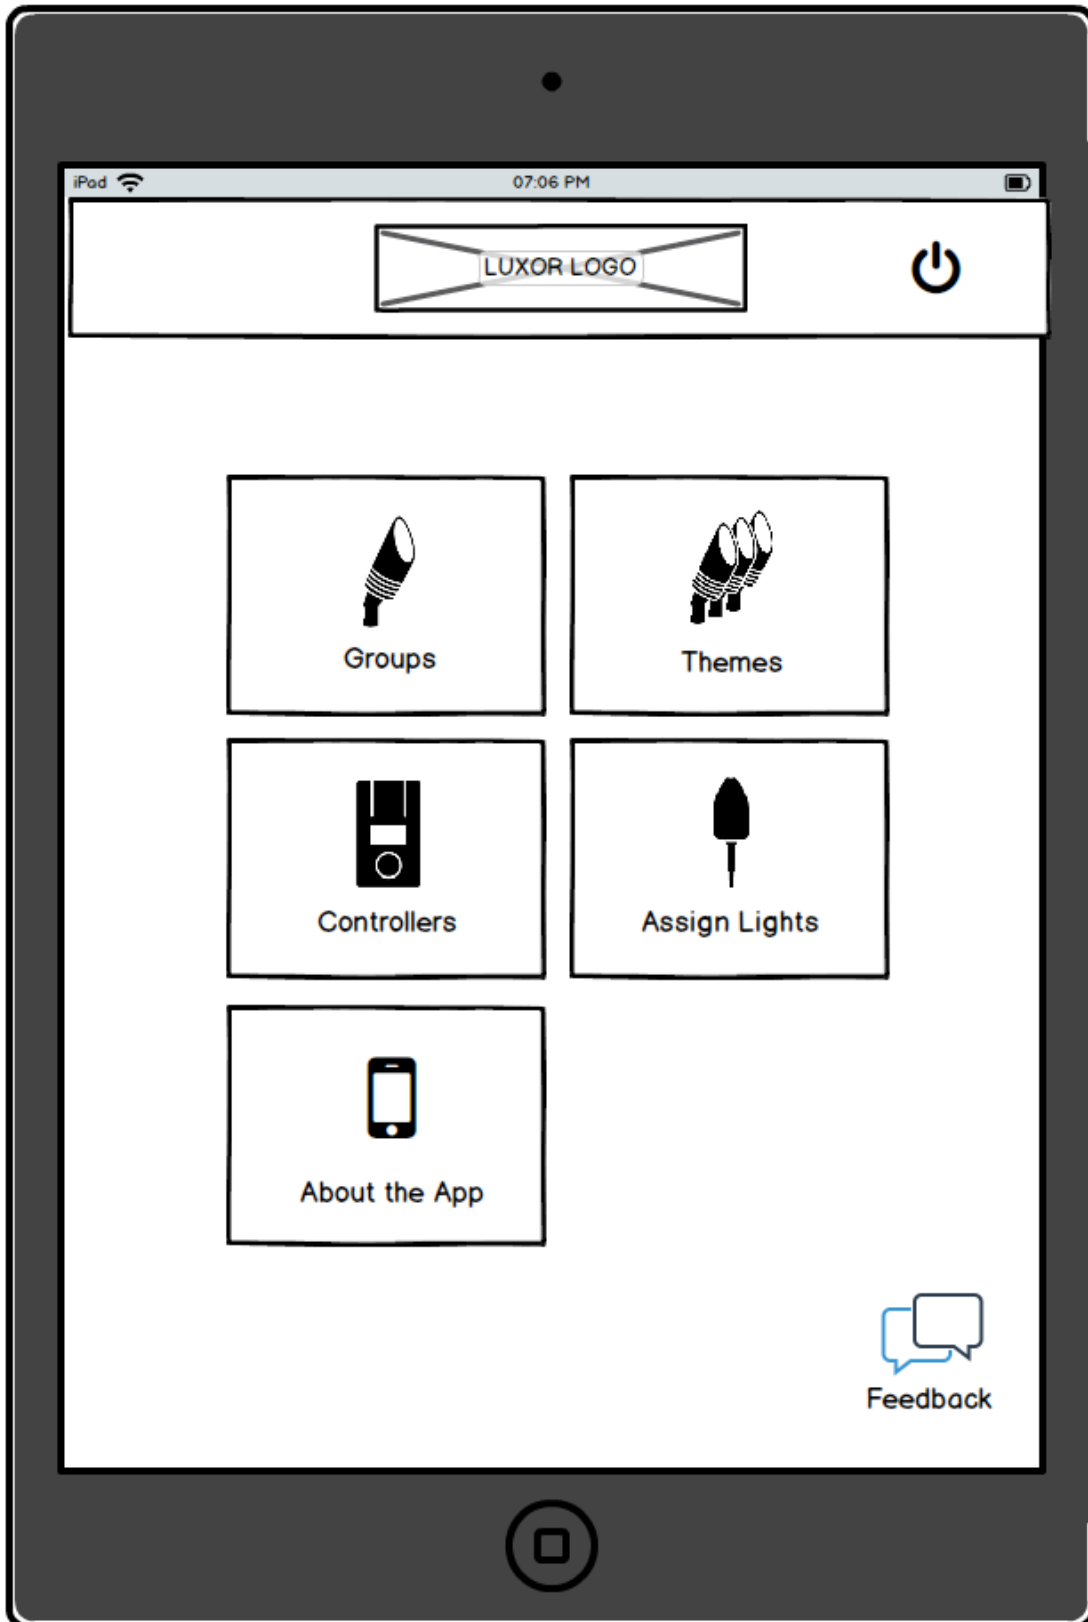 iPad 07:06 PM
LUXOR LOGO
Groups
Themes
Controllers
Assign Lights
About the App
Feedback